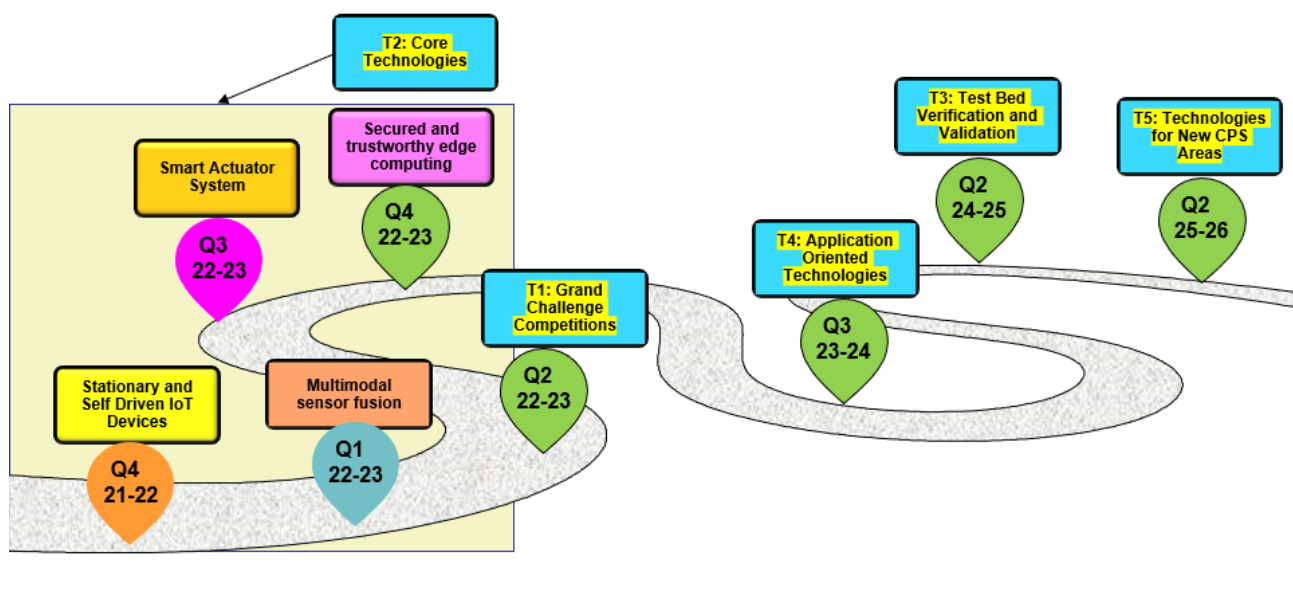 T2: Core
Technologies
Secured and
trustworthy edge
computing
Smart Actuator
System
Q3
22-23
Q4
22-23
T3: Test Bed
Verification and
Validation
Q2
24-25
T5: Technologies
for New CPS
Areas
Q2
25-26
T4: Application
Oriented
Technologies
Q3
23-24
T1: Grand
Challenge
Competitions
Q2
22-23
Stationary and
Self Driven IoT
Devices
Q4
21-22
Multimodal
sensor fusion
Q1
22-23